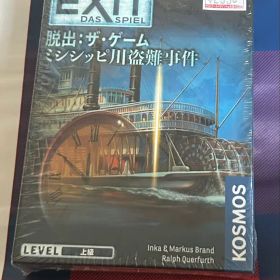 EXIT
DAS SPIEL
脱出:ザ・ゲーム
ミシシッピ川盗難事件
KOSMOS
LEVEL 上級
Inka & Markus Brand
Ralph Querfurth